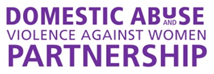 DOMESTIC ABUSE AND
VIOLENCE AGAINST WOMEN
PARTNERSHIP